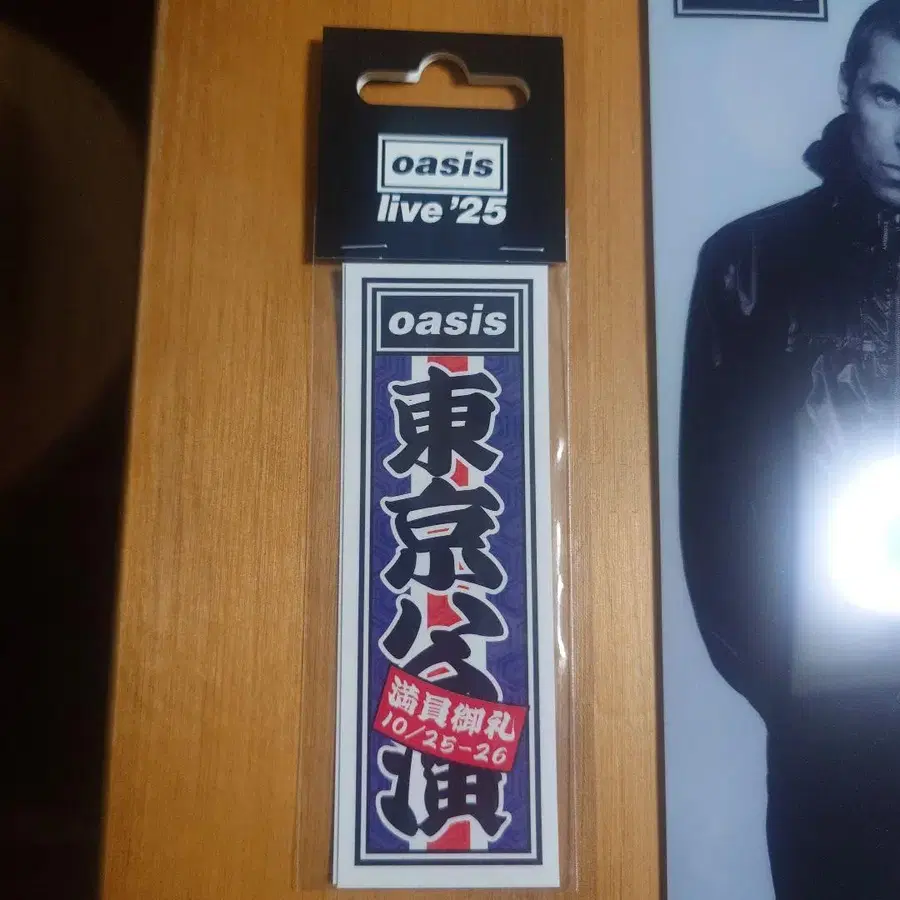 oasis
live '25
oasis
東京公演
満員御礼
10/25-26